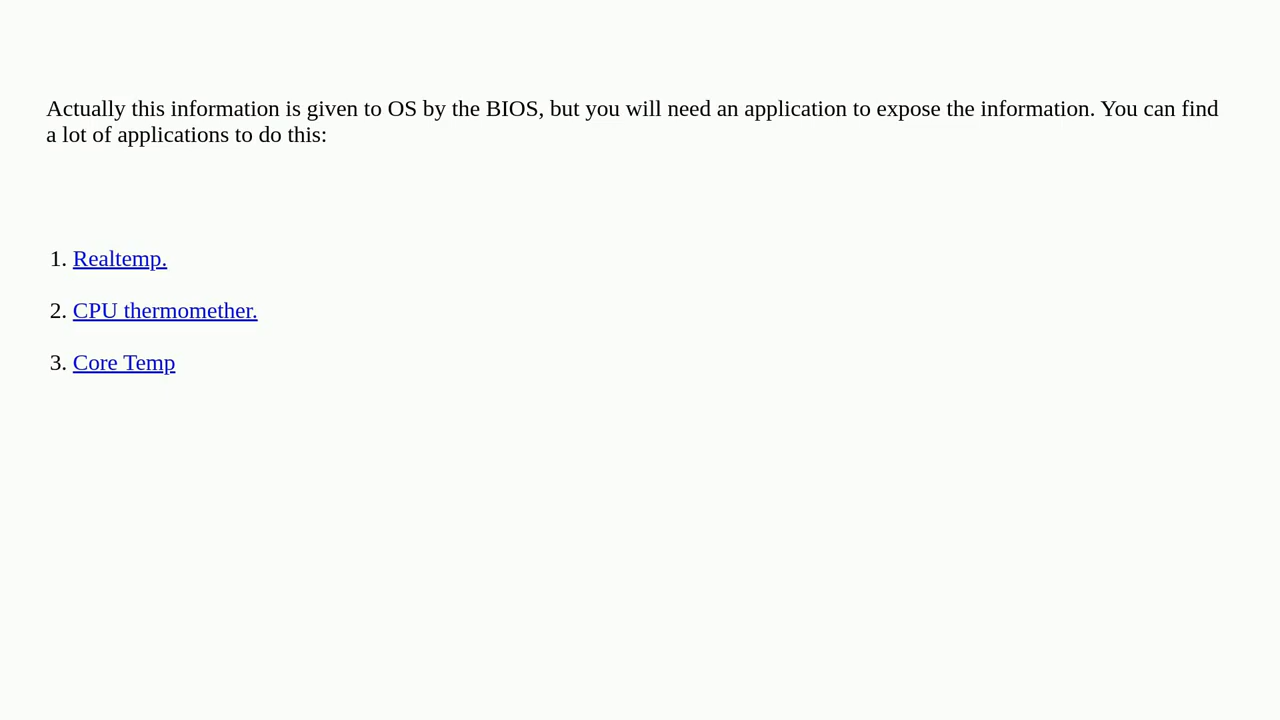 Actually this information is given to OS by the BIOS, but you will need an application to expose the information. You can find
a lot of applications to do this:
1. Realtemp.
2. CPU thermomether.
3. Core Temp